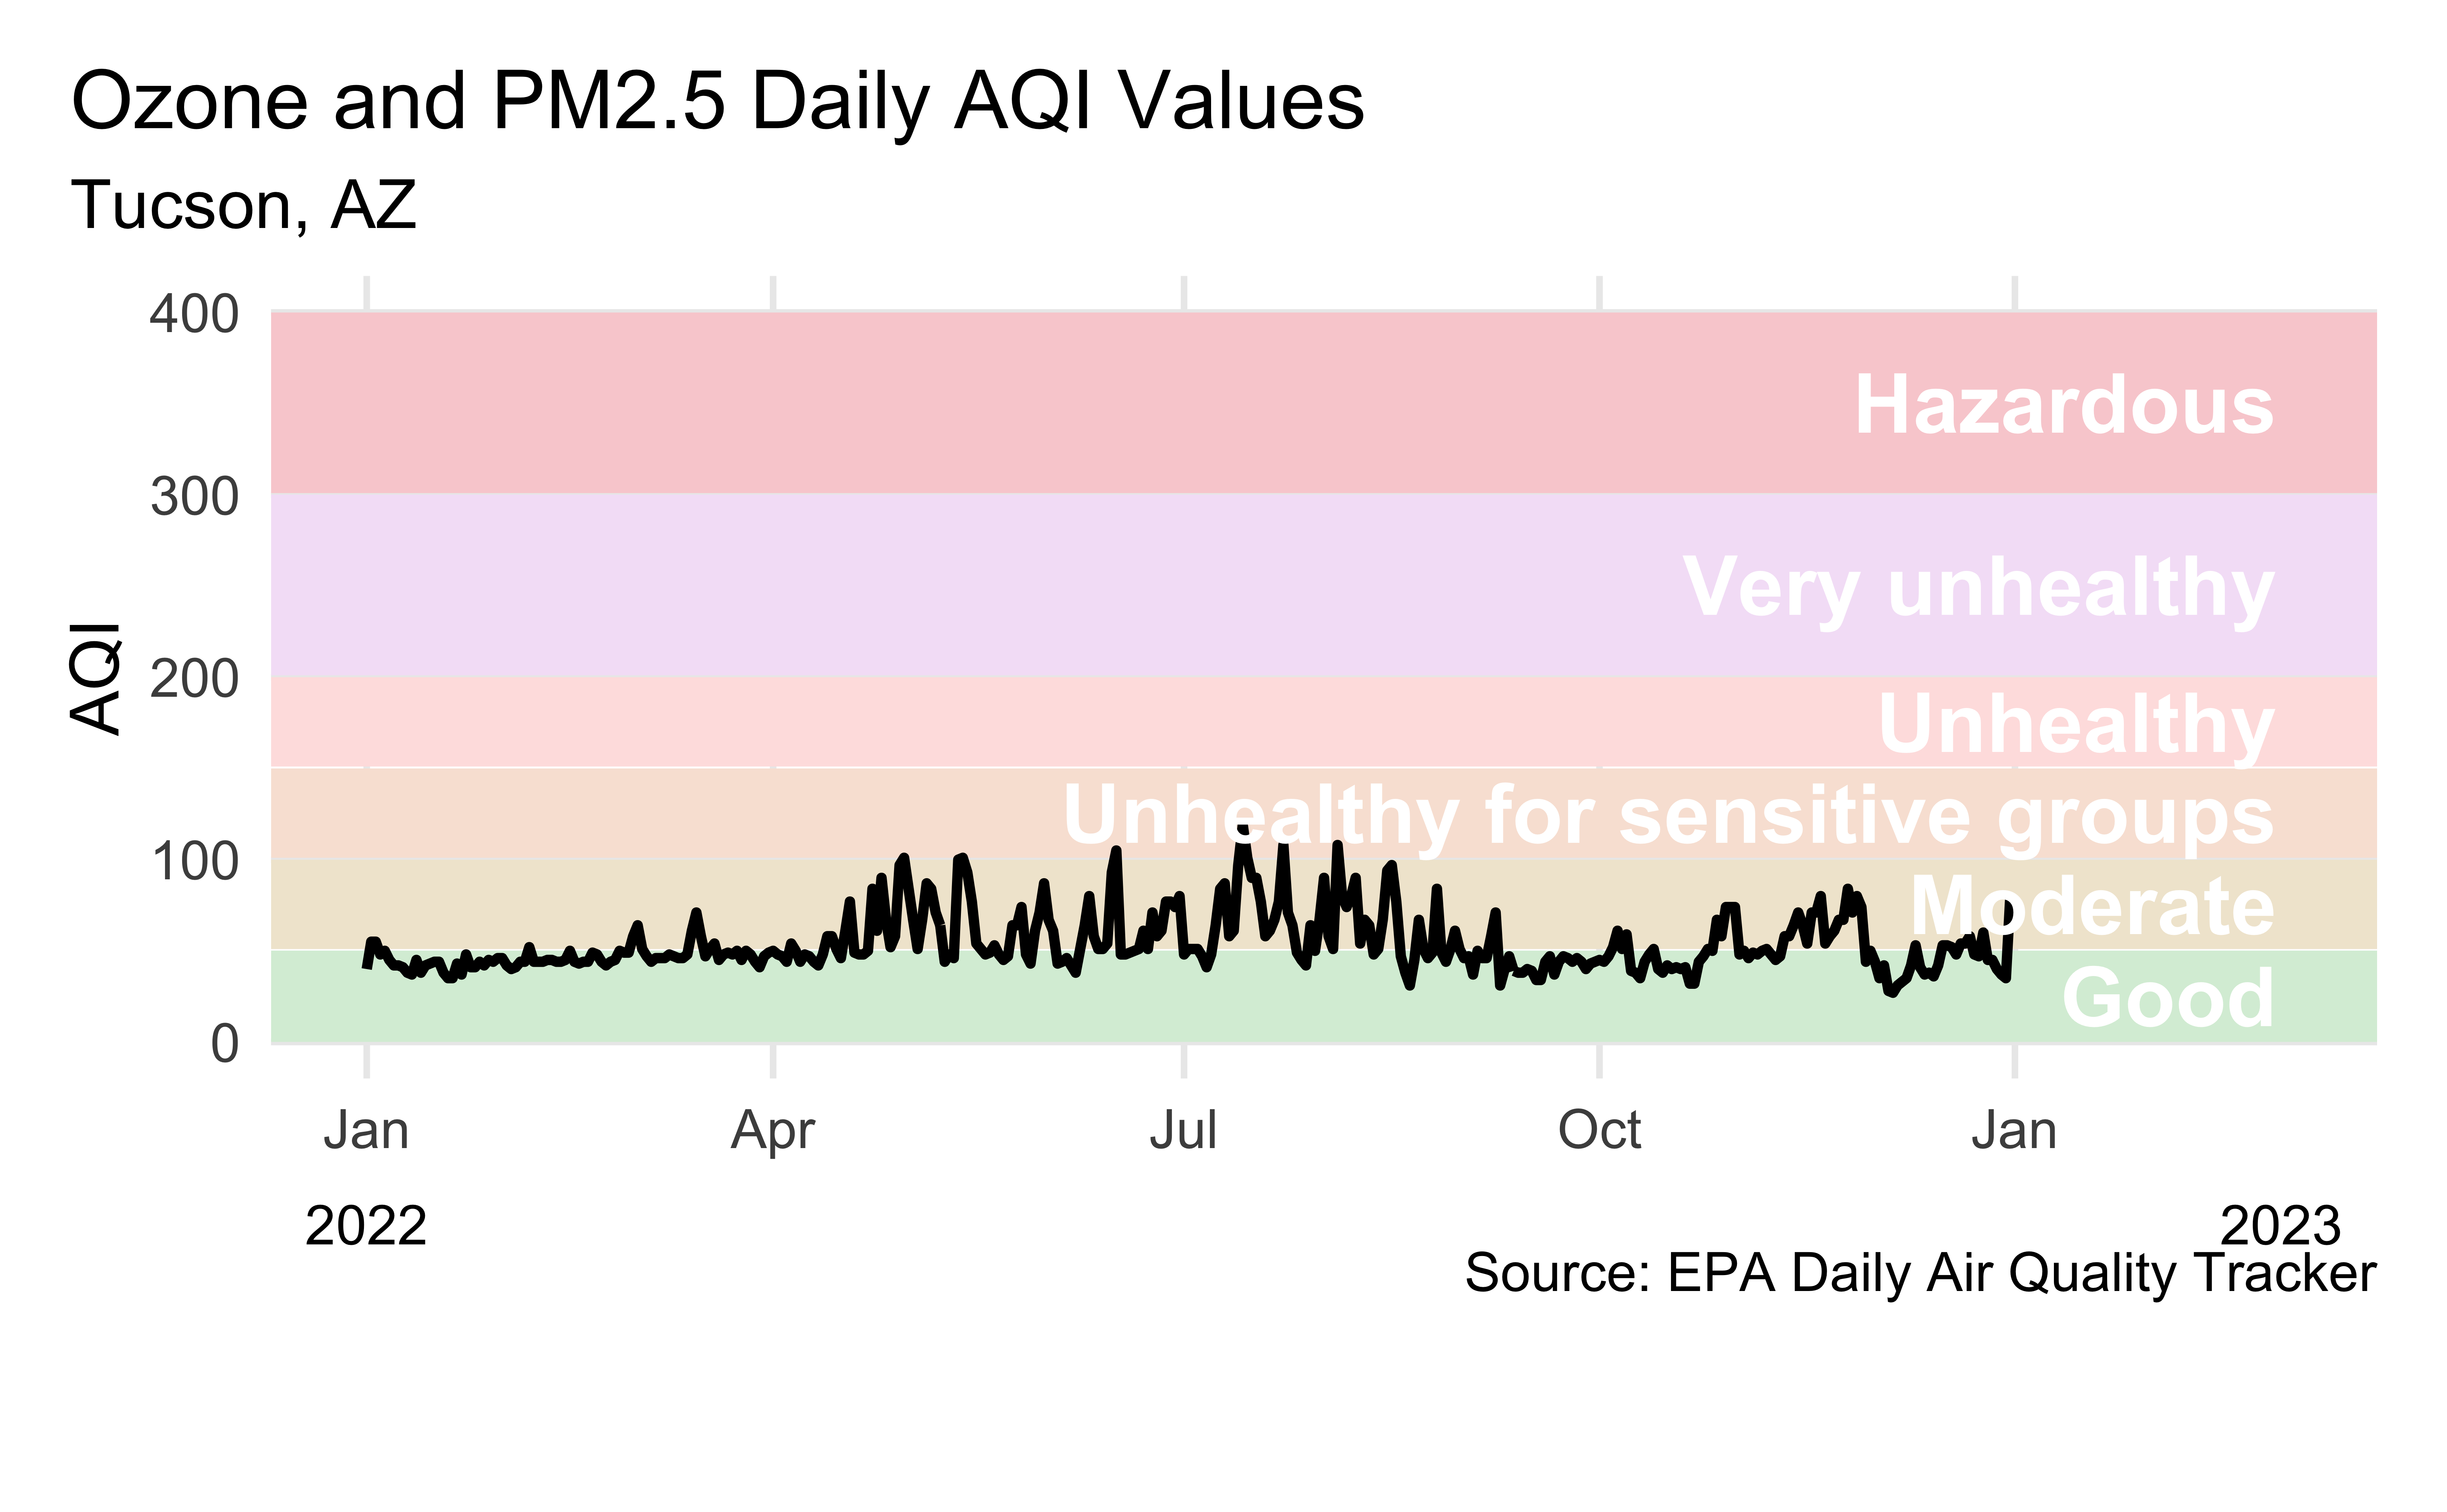 Ozone and PM2.5 Daily AQI Values
Tucson, AZ
400
Hazardous
300
Very unhealthy
AQI
200
Unhealthy
Unhealthy for sensitive groups
100
Moderate
Good
0
Jan Apr Jul Oct Jan
2022 2023
Source: EPA Daily Air Quality Tracker